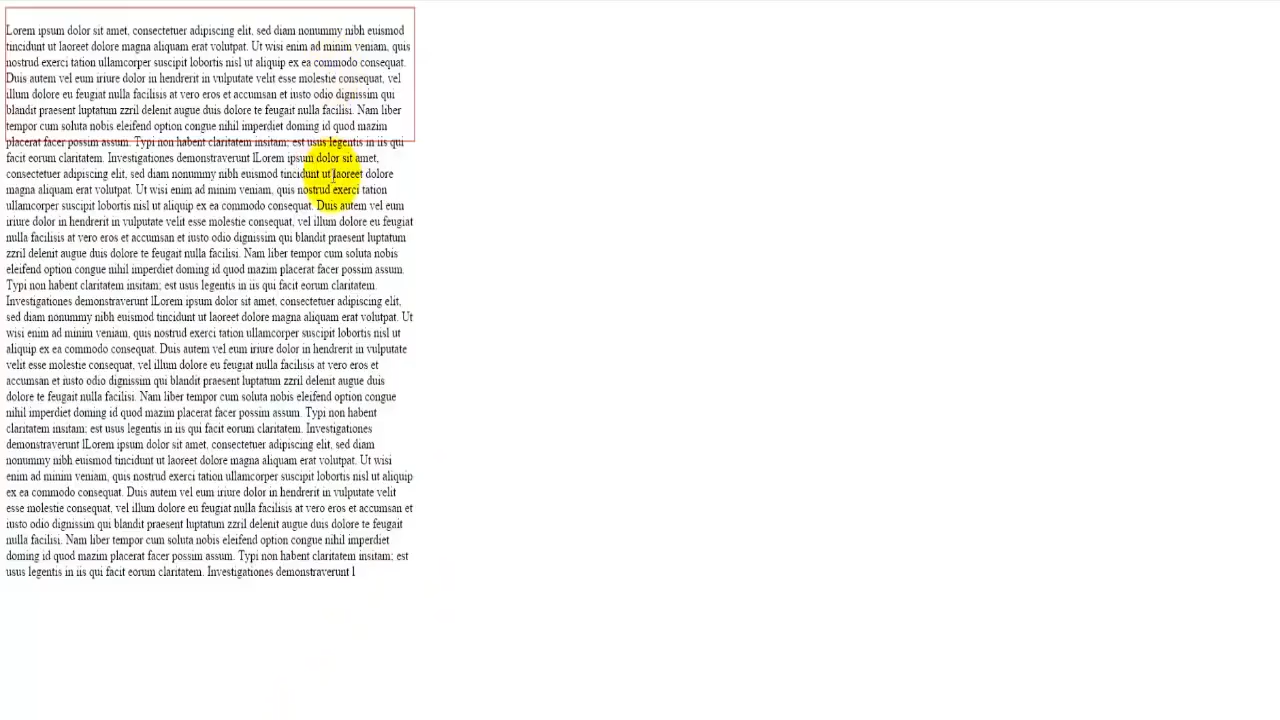 Lorem ipsum dolor sit amet, consectetuer adipiscing elit, sed diam nonummy nibh euismod
tincidunt ut laoreet dolore magna aliquam erat volutpat. Ut wisi enim ad minim veniam, quis
nostrud exerci tation ullamcorper suscipit lobortis nisl ut aliquip ex ea commodo consequat.
Duis autem vel eum iriure dolor in hendrerit in vulputate velit esse molestie consequat, vel
illum dolore eu feugiat nulla facilisis at vero eros et accumsan et iusto odio dignissim qui
blandit praesent luptatum zzril delenit augue duis dolore te feugait nulla facilisi. Nam liber
tempor cum soluta nobis eleifend option congue nihil imperdiet doming id quod mazim
placerat facer possim assum. Typi non habent claritatem insitam; est usus legentis in iis qui
facit eorum claritatem. Investigationes demonstraverunt lLorem ipsum dolor sit amet,
consectetuer adipiscing elit, sed diam nonummy nibh euismod tincidunt ut laoreet dolore
magna aliquam erat volutpat. Ut wisi enim ad minim veniam, quis nostrud exerci tation
ullamcorper suscipit lobortis nisl ut aliquip ex ea commodo consequat. Duis autem vel eum
iriure dolor in hendrerit in vulputate velit esse molestie consequat, vel illum dolore eu feugiat
nulla facilisis at vero eros et accumsan et iusto odio dignissim qui blandit praesent luptatum
zzril delenit augue duis dolore te feugait nulla facilisi. Nam liber tempor cum soluta nobis
eleifend option congue nihil imperdiet doming id quod mazim placerat facer possim assum.
Typi non habent claritatem insitam; est usus legentis in iis qui facit eorum claritatem.
Investigationes demonstraverunt lLorem ipsum dolor sit amet, consectetuer adipiscing elit,
sed diam nonummy nibh euismod tincidunt ut laoreet dolore magna aliquam erat volutpat. Ut
wisi enim ad minim veniam, quis nostrud exerci tation ullamcorper suscipit lobortis nisl ut
aliquip ex ea commodo consequat. Duis autem vel eum iriure dolor in hendrerit in vulputate
velit esse molestie consequat, vel illum dolore eu feugiat nulla facilisis at vero eros et
accumsan et iusto odio dignissim qui blandit praesent luptatum zzril delenit augue duis
dolore te feugait nulla facilisi. Nam liber tempor cum soluta nobis eleifend option congue
nihil imperdiet doming id quod mazim placerat facer possim assum. Typi non habent
claritatem insitam; est usus legentis in iis qui facit eorum claritatem. Investigationes
demonstraverunt lLorem ipsum dolor sit amet, consectetuer adipiscing elit, sed diam
nonummy nibh euismod tincidunt ut laoreet dolore magna aliquam erat volutpat. Ut wisi
enim ad minim veniam, quis nostrud exerci tation ullamcorper suscipit lobortis nisl ut aliquip
ex ea commodo consequat. Duis autem vel eum iriure dolor in hendrerit in vulputate velit
esse molestie consequat, vel illum dolore eu feugiat nulla facilisis at vero eros et accumsan et
iusto odio dignissim qui blandit praesent luptatum zzril delenit augue duis dolore te feugait
nulla facilisi. Nam liber tempor cum soluta nobis eleifend option congue nihil imperdiet
doming id quod mazim placerat facer possim assum. Typi non habent claritatem insitam; est
usus legentis in iis qui facit eorum claritatem. Investigationes demonstraverunt l